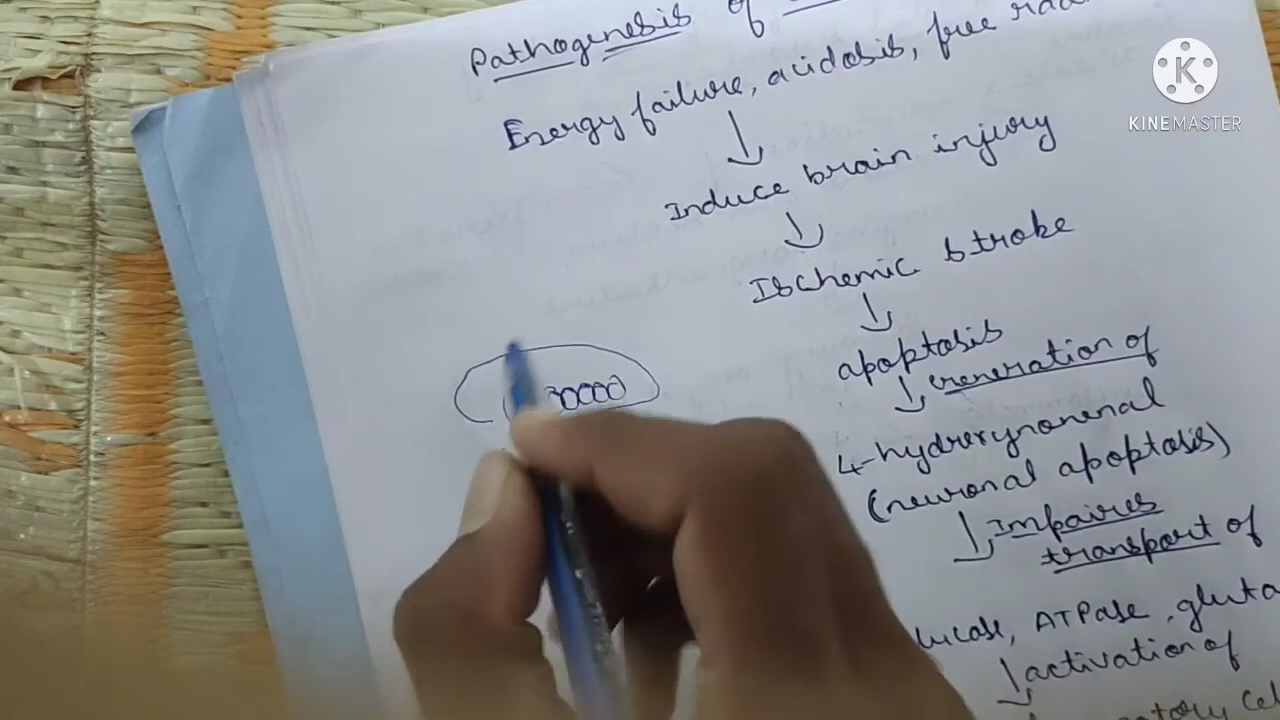 Pathogenesis of
Energy failure, acidosis, free
Induce brain injury
Ischemic stroke
apoptosis
Generation of
4-hydroxynonenal
(neuronal apoptosis)
Impaires
transport of
ATPase,
activation of
K
KINEMASTER